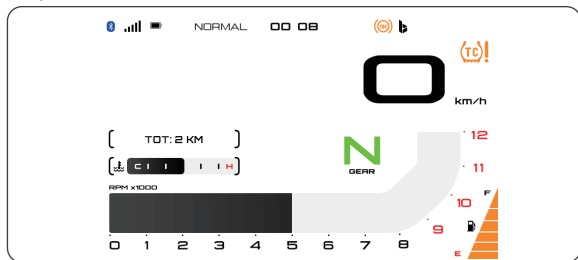 NORMAL 00 08
(OK) b
(TC)!
0
km/h
TOT: 2 KM
C H
N
GEAR
RPM x1000
0 1 2 3 4 5 6 7 8 9 10 11 12
F
E